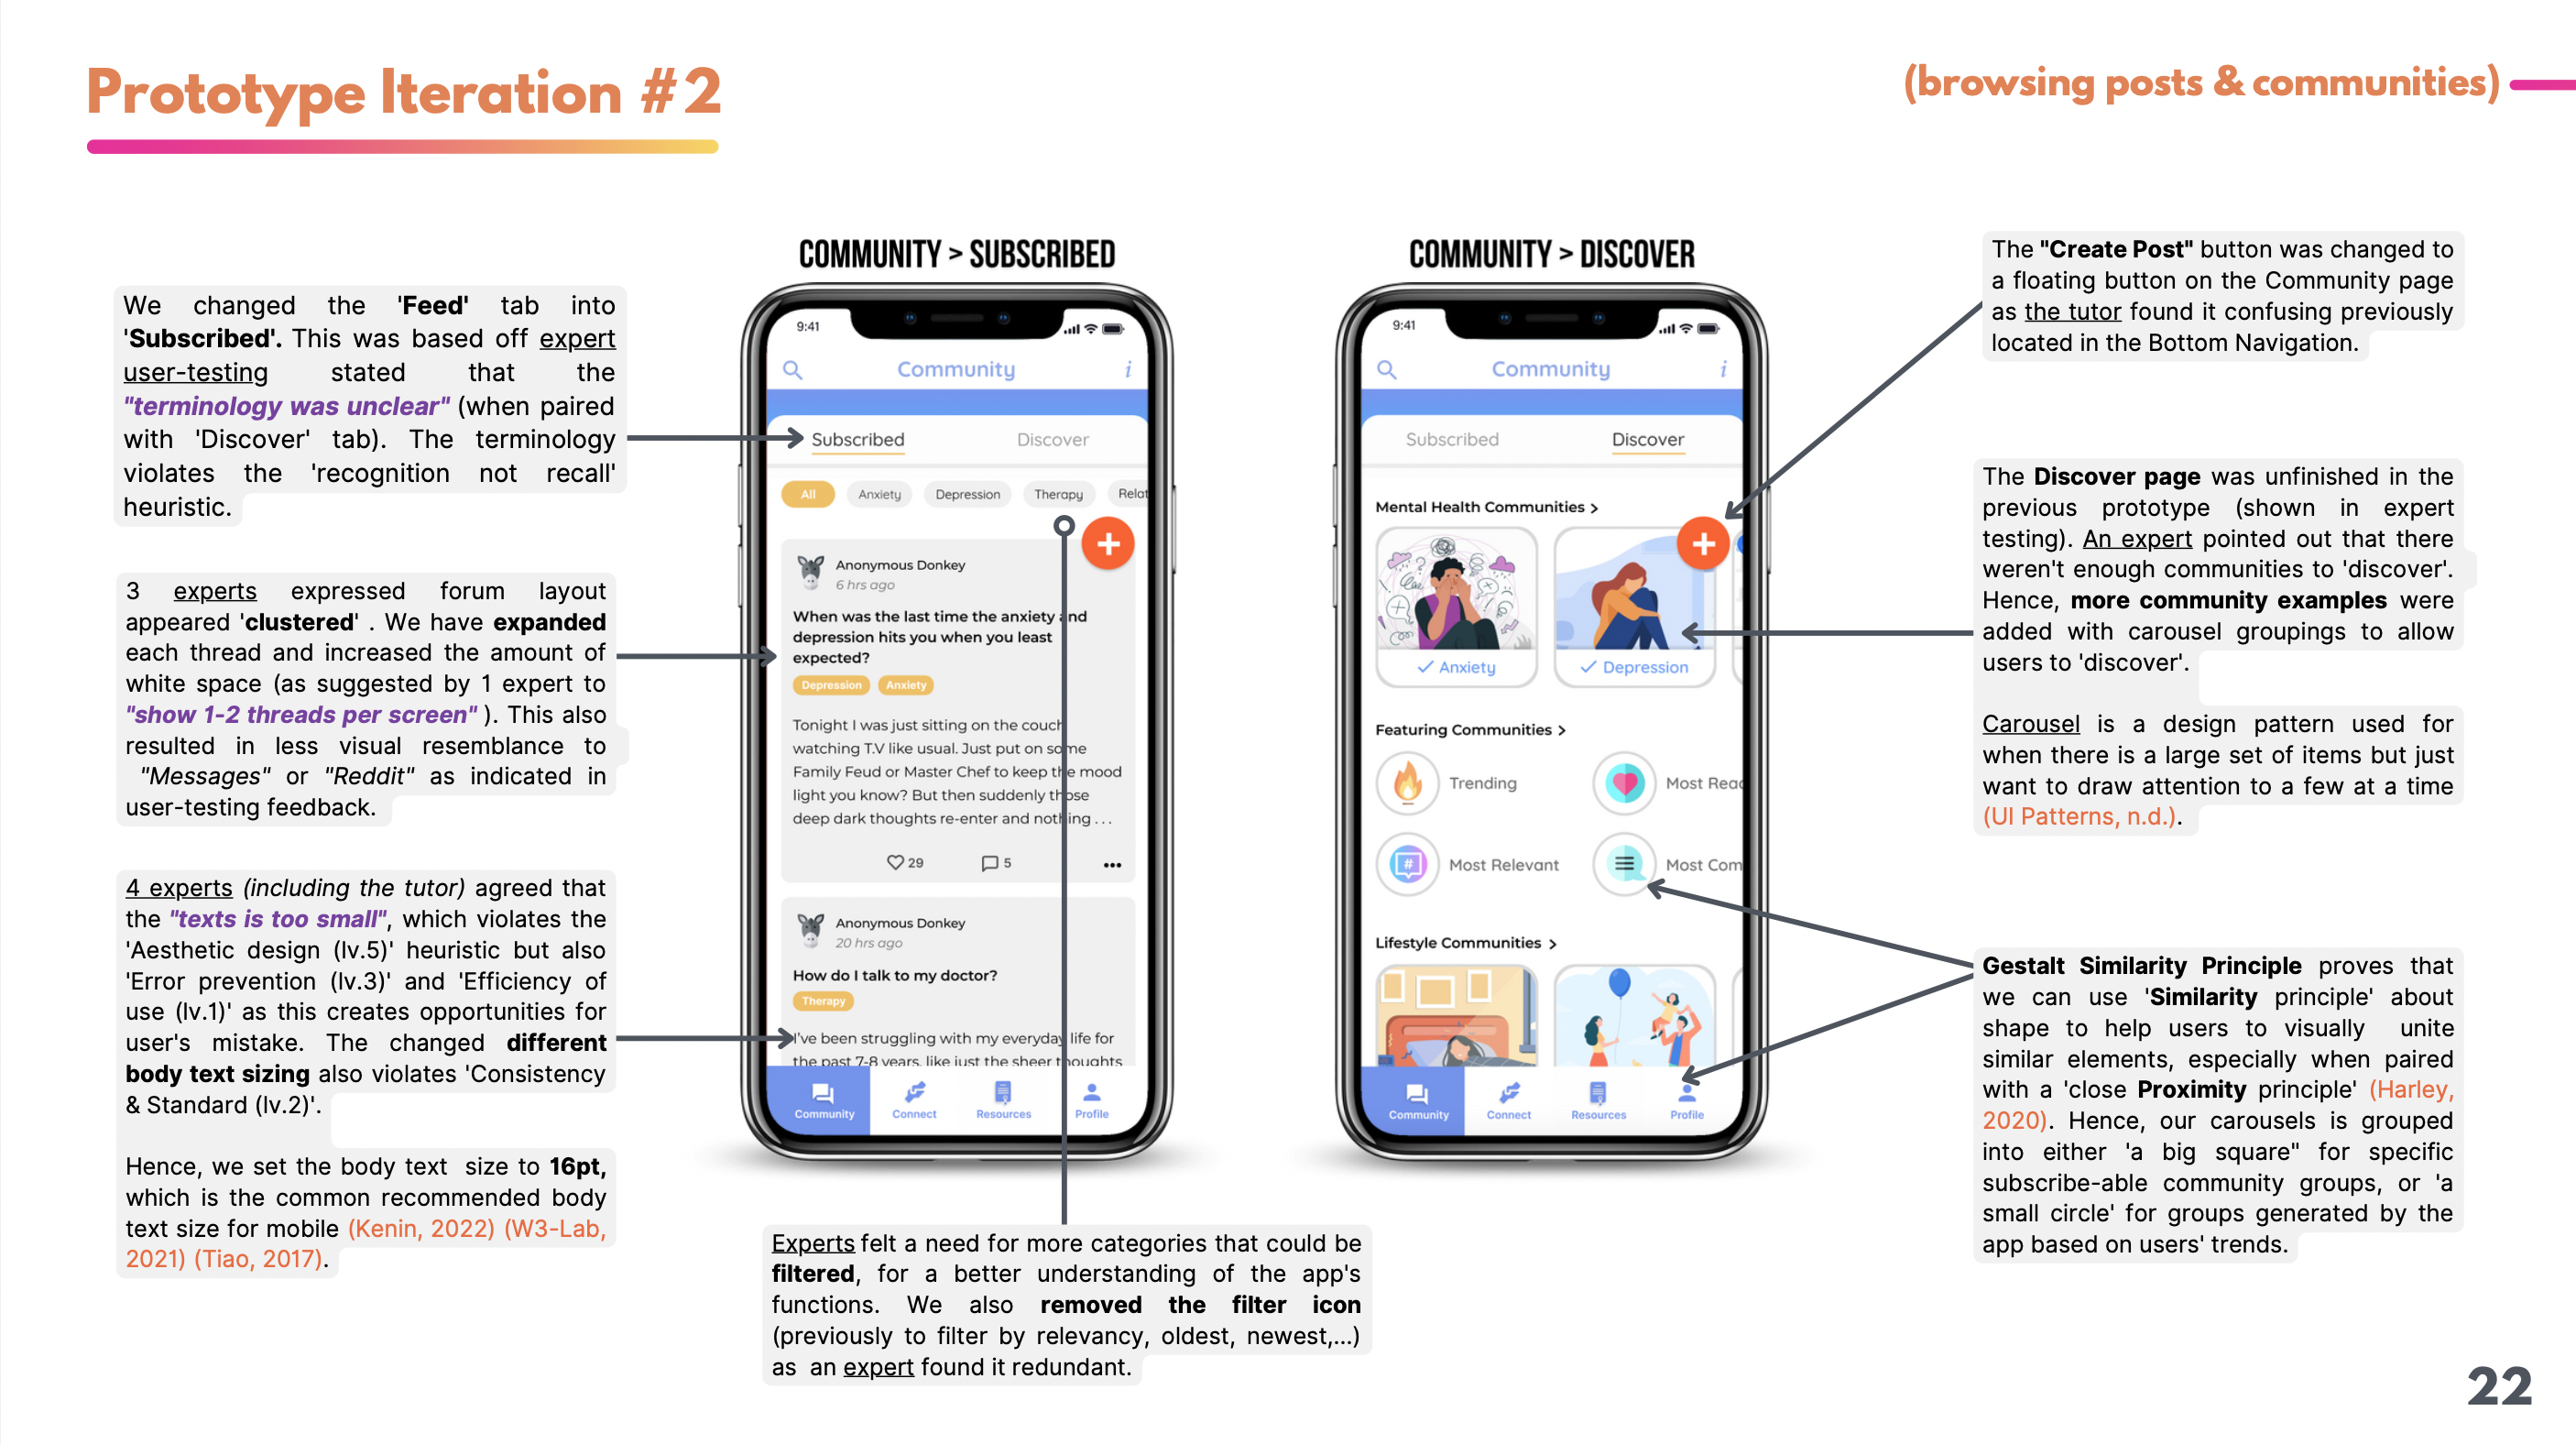 Prototype Iteration #2
(browsing posts & communities)
We changed the 'Feed' tab into
'Subscribed'. This was based off expert
user-testing stated that the
"terminology was unclear" (when paired
with 'Discover' tab). The terminology
violates the 'recognition not recall'
heuristic.
3 experts expressed forum layout
appeared 'clustered' . We have expanded
each thread and increased the amount of
white space (as suggested by 1 expert to
"show 1-2 threads per screen" ). This also
resulted in less visual resemblance to
"Messages" or "Reddit" as indicated in
user-testing feedback.
4 experts (including the tutor) agreed that
the "texts is too small", which violates the
'Aesthetic design (lv.5)' heuristic but also
'Error prevention (lv.3)' and 'Efficiency of
use (lv.1)' as this creates opportunities for
user's mistake. The changed different
body text sizing also violates 'Consistency
& Standard (lv.2)'.
Hence, we set the body text size to 16pt,
which is the common recommended body
text size for mobile (Kenin, 2022) (W3-Lab,
2021) (Tiao, 2017).
COMMUNITY > SUBSCRIBED
9:41
Community
i
Subscribed Discover
All Anxiety Depression Therapy Relat
+
Anonymous Donkey
6 hrs ago
When was the last time the anxiety and
depression hits you when you least
expected?
Depression Anxiety
Tonight I was just sitting on the couch
watching T.V like usual. Just put on some
Family Feud or Master Chef to keep the mood
light you know? But then suddenly those
deep dark thoughts re-enter and nothing ...
29 5
Anonymous Donkey
20 hrs ago
How do I talk to my doctor?
Therapy
I've been struggling with my everyday life for
the past 7-8 years, like just the sheer thoughts
Community Connect Resources Profile
Experts felt a need for more categories that could be
filtered, for a better understanding of the app's
functions. We also removed the filter icon
(previously to filter by relevancy, oldest, newest,...)
as an expert found it redundant.
COMMUNITY > DISCOVER
9:41
Community
i
Subscribed Discover
Mental Health Communities >
+
Anxiety Depression
Featuring Communities >
Trending Most Reac
# Most Relevant Most Com
Lifestyle Communities >
Community Connect Resources Profile
The "Create Post" button was changed to
a floating button on the Community page
as the tutor found it confusing previously
located in the Bottom Navigation.
The Discover page was unfinished in the
previous prototype (shown in expert
testing). An expert pointed out that there
weren't enough communities to 'discover'.
Hence, more community examples were
added with carousel groupings to allow
users to 'discover'.
Carousel is a design pattern used for
when there is a large set of items but just
want to draw attention to a few at a time
(UI Patterns, n.d.).
Gestalt Similarity Principle proves that
we can use 'Similarity principle' about
shape to help users to visually unite
similar elements, especially when paired
with a 'close Proximity principle' (Harley,
2020). Hence, our carousels is grouped
into either 'a big square" for specific
subscribe-able community groups, or 'a
small circle' for groups generated by the
app based on users' trends.
22